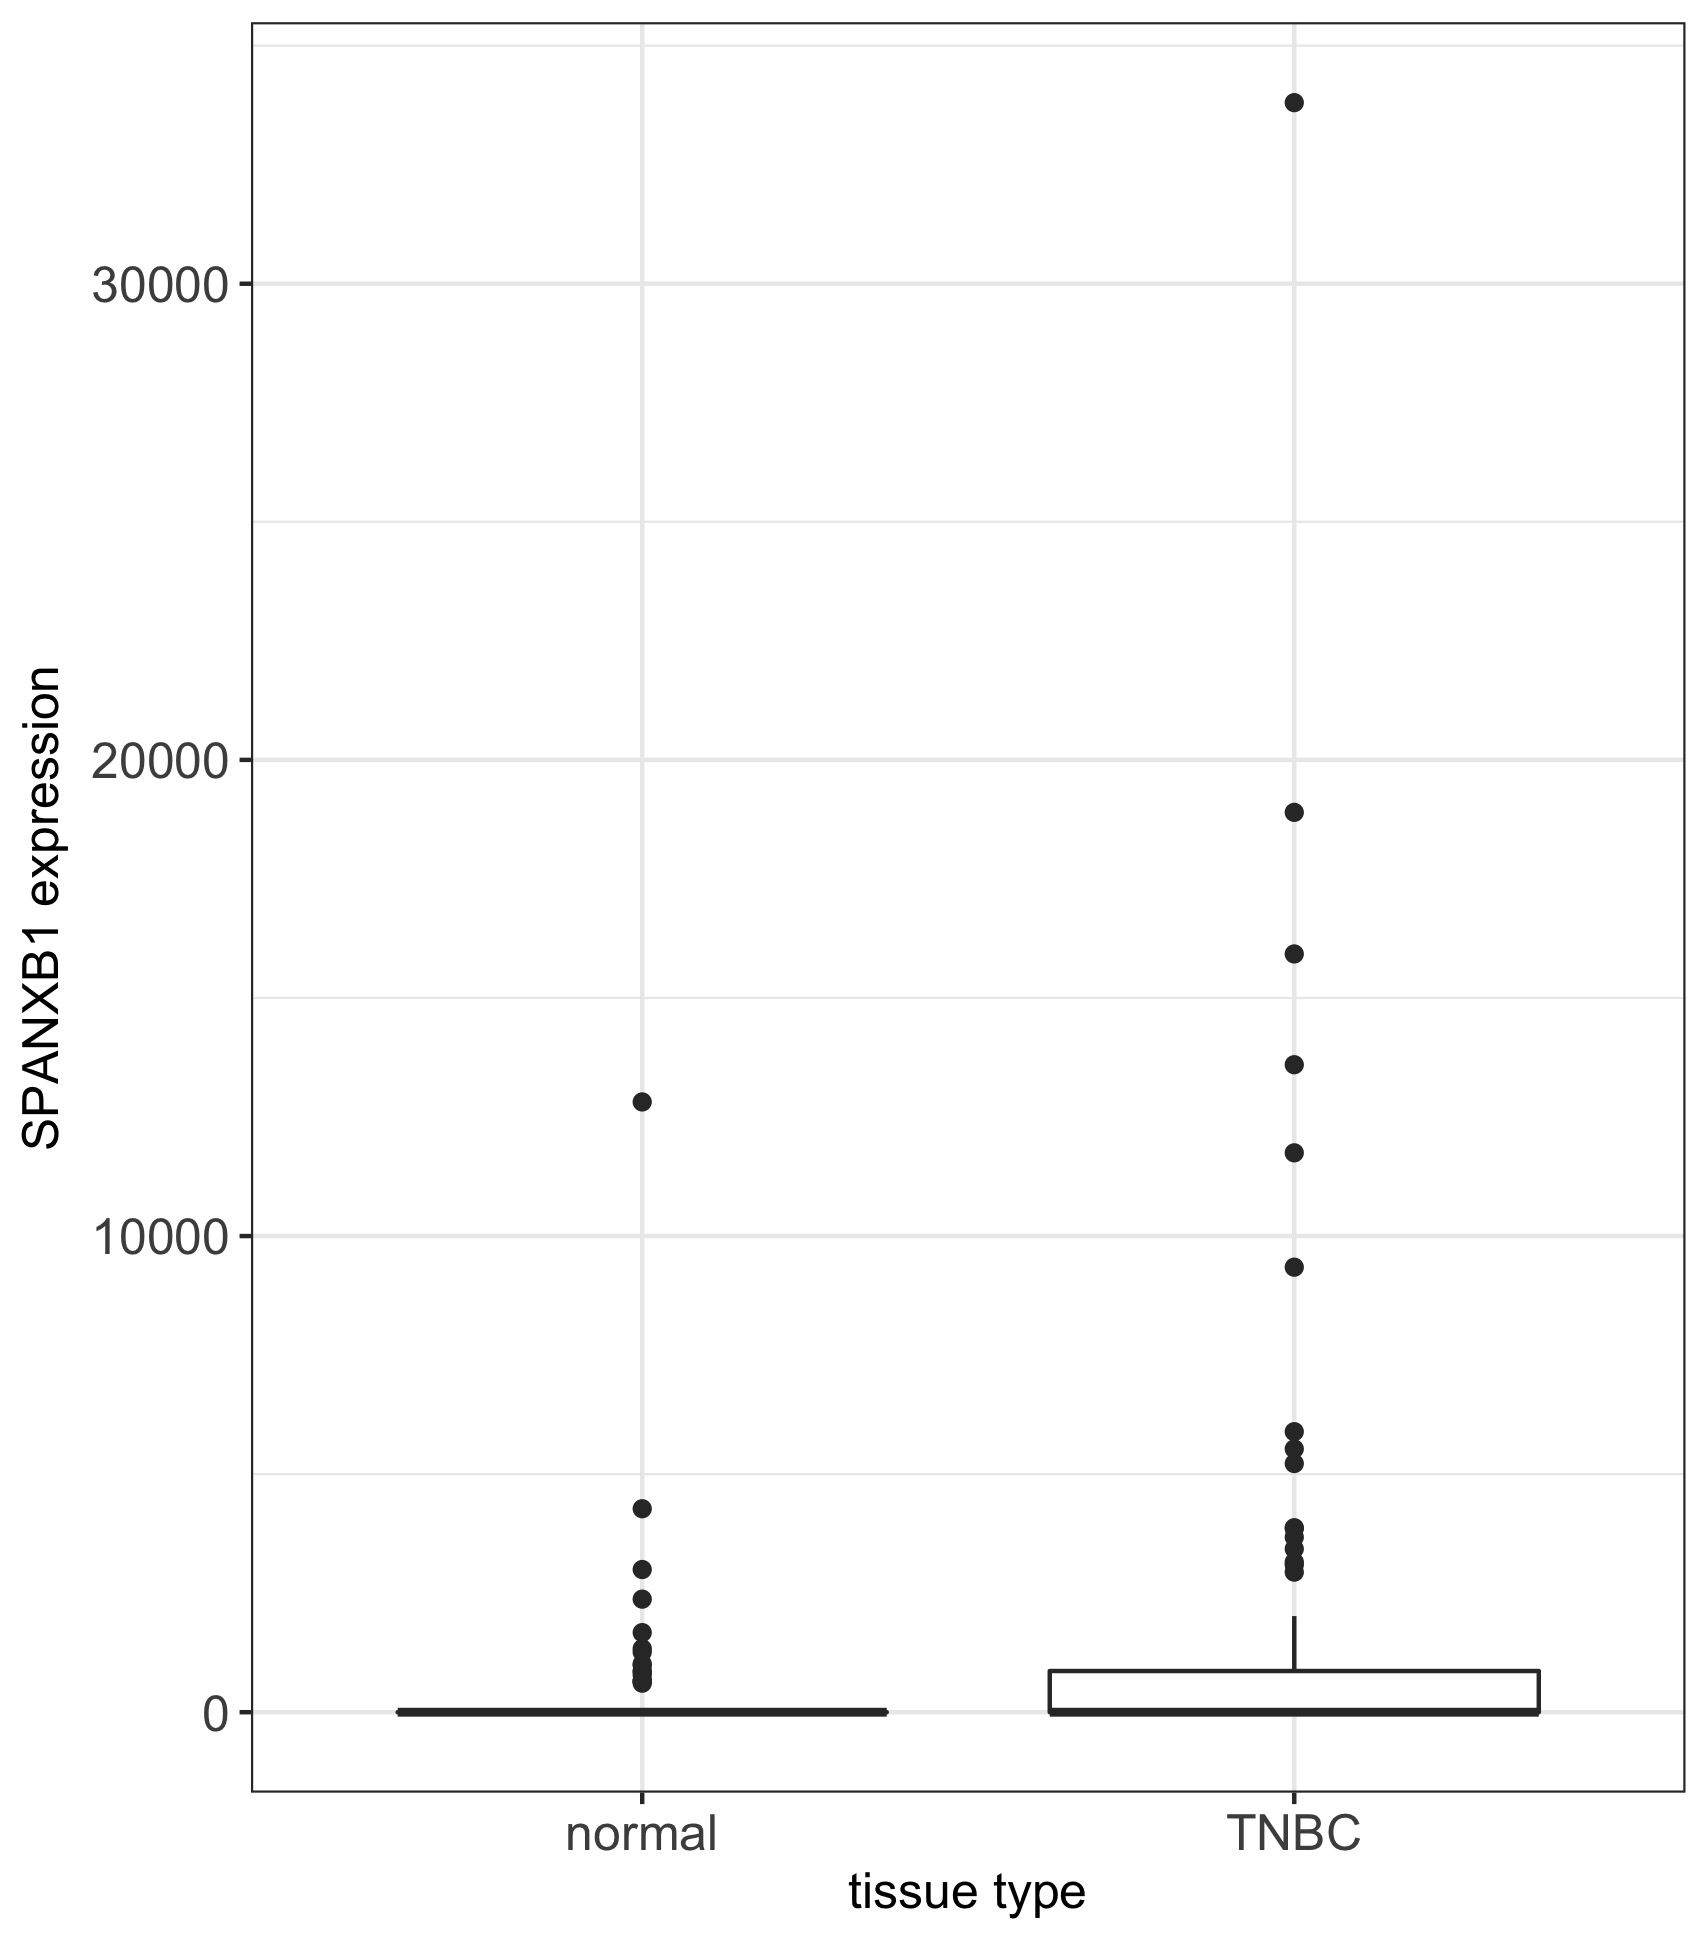 SPANXB1 expression
30000
20000
10000
0
normal
TNBC
tissue type